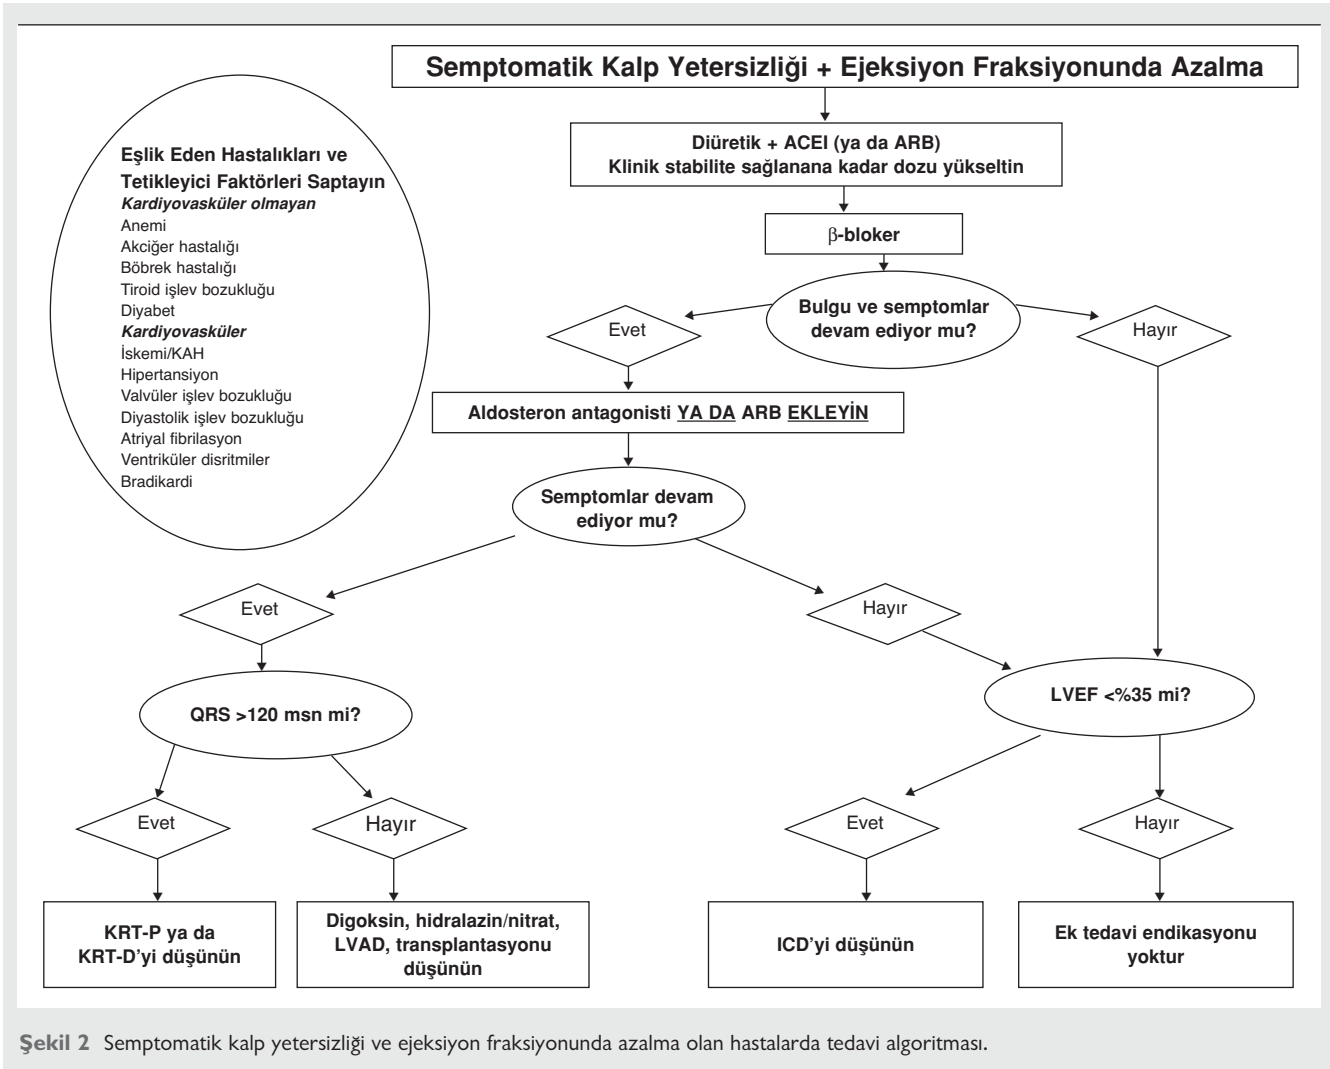 Semptomatik Kalp Yetersizliği + Ejeksiyon Fraksiyonunda Azalma
Eşlik Eden Hastalıkları ve
Tetikleyici Faktörleri Saptayın
Kardiyovasküler olmayan
Anemi
Akciğer hastalığı
Böbrek hastalığı
Tiroid işlev bozukluğu
Diyabet
Kardiyovasküler
İskemi/KAH
Hipertansiyon
Valvüler işlev bozukluğu
Diyastolik işlev bozukluğu
Atriyal fibrilasyon
Ventriküler disritmiler
Bradikardi
Diüretik + ACEI (ya da ARB)
Klinik stabilite sağlanana kadar dozu yükseltin
β-bloker
Bulgu ve semptomlar
devam ediyor mu?
Evet
Hayır
Aldosteron antagonisti YA DA ARB EKLEYİN
Semptomlar devam
ediyor mu?
Evet
Hayır
QRS >120 msn mi?
LVEF <%35 mi?
Evet
Hayır
Evet
Hayır
KRT-P ya da
KRT-D'yi düşünün
Digoksin, hidralazin/nitrat,
LVAD, transplantasyonu
düşünün
ICD'yi düşünün
Ek tedavi endikasyonu
yoktur
Şekil 2 Semptomatik kalp yetersizliği ve ejeksiyon fraksiyonunda azalma olan hastalarda tedavi algoritması.